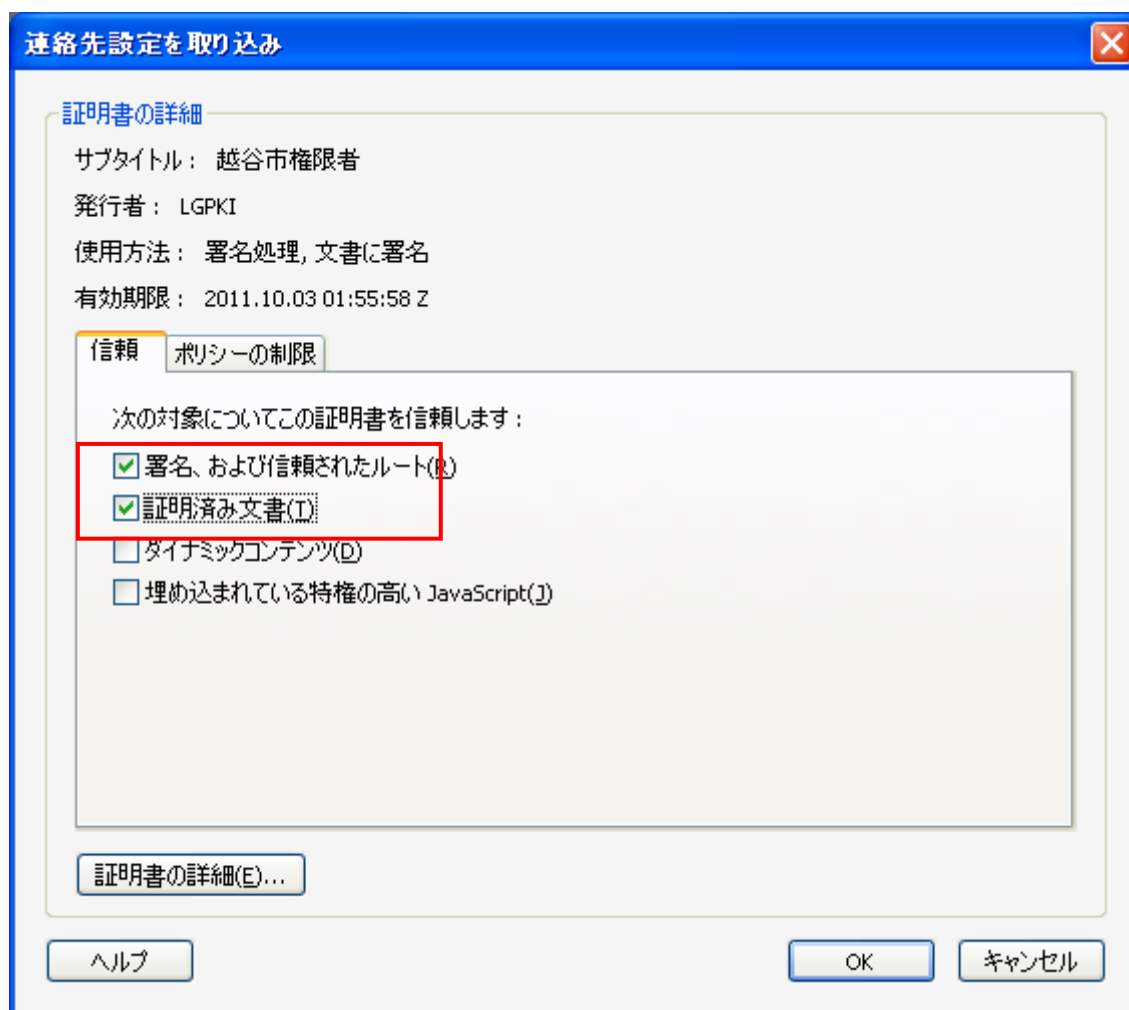 連絡先設定を取り込み
証明書の詳細
サブタイトル： 越谷市権限者
発行者： LGPKI
使用方法： 署名処理, 文書に署名
有効期限： 2011.10.03 01:55:58 Z
信頼 ポリシーの制限
次の対象についてこの証明書を信頼します：
署名、および信頼されたルート(R)
証明済み文書(T)
ダイナミックコンテンツ(D)
埋め込まれている特権の高い JavaScript(J)
証明書の詳細(E)...
ヘルプ OK キャンセル